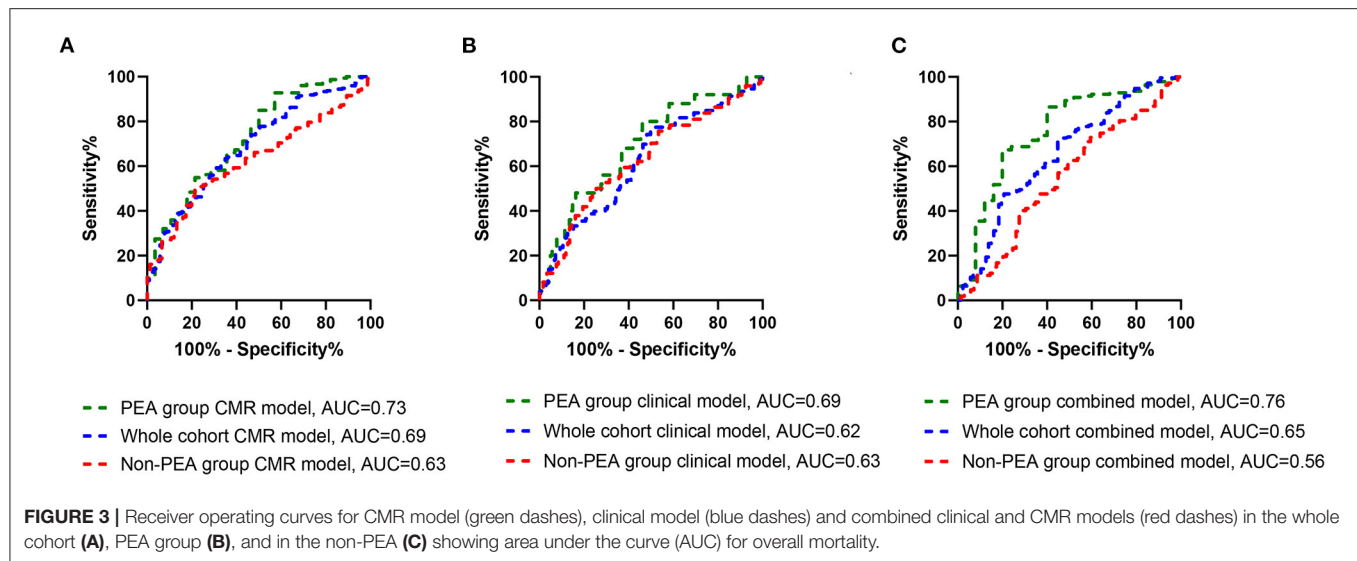 A
B
C
Sensitivity%
100
80
60
40
20
0
0 20 40 60 80 100
100% - Specificity%
Sensitivity%
100
80
60
40
20
0
0 20 40 60 80 100
100% - Specificity%
Sensitivity%
100
80
60
40
20
0
0 20 40 60 80 100
100% - Specificity%
PEA group CMR model, AUC=0.73
Whole cohort CMR model, AUC=0.69
Non-PEA group CMR model, AUC=0.63
PEA group clinical model, AUC=0.69
Whole cohort clinical model, AUC=0.62
Non-PEA group clinical model, AUC=0.63
PEA group combined model, AUC=0.76
Whole cohort combined model, AUC=0.65
Non-PEA group combined model, AUC=0.56
FIGURE 3 | Receiver operating curves for CMR model (green dashes), clinical model (blue dashes) and combined clinical and CMR models (red dashes) in the whole
cohort (A), PEA group (B), and in the non-PEA (C) showing area under the curve (AUC) for overall mortality.